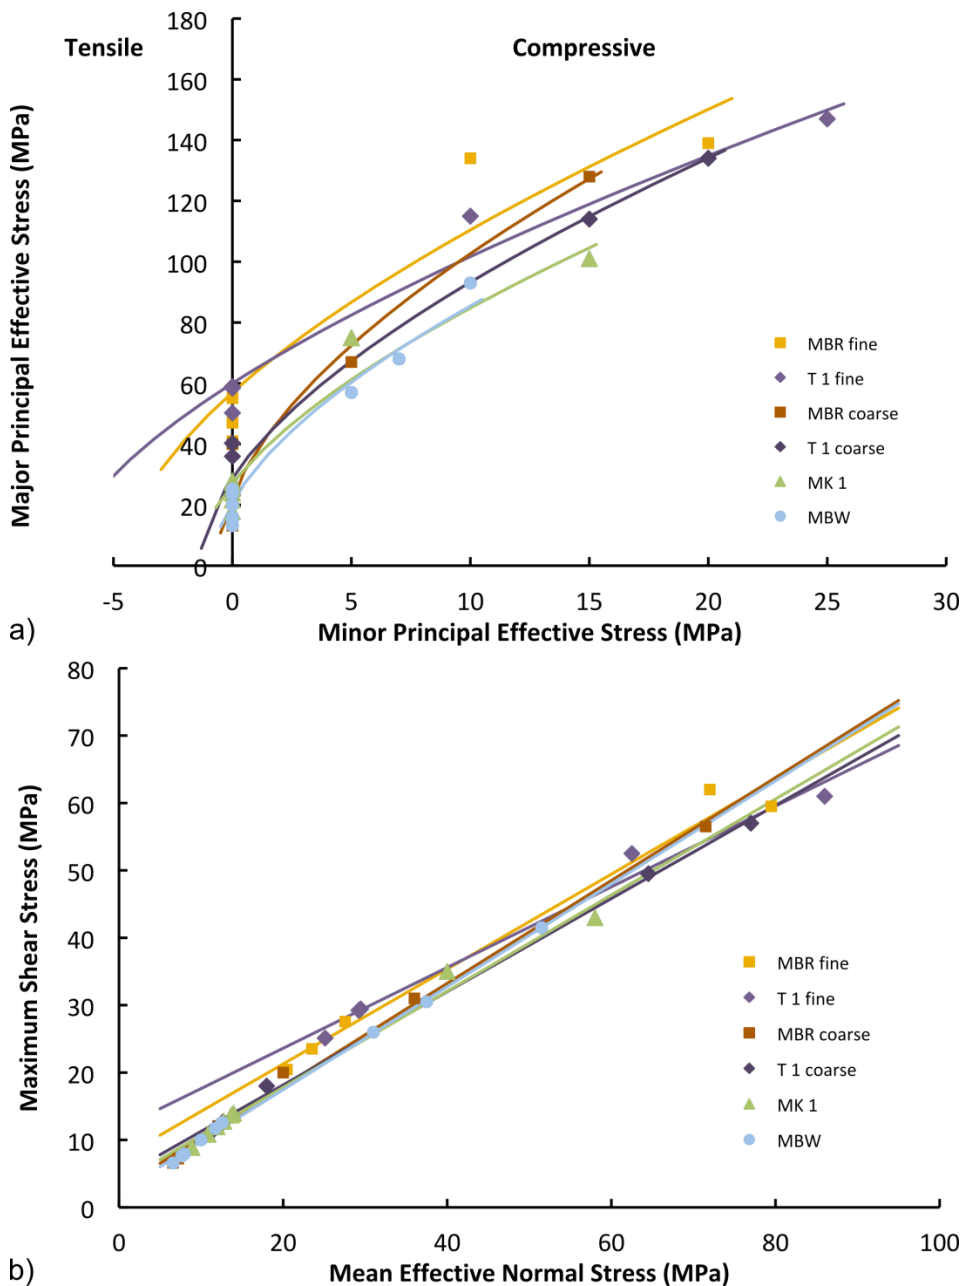 180
Tensile
Compressive
160
140
120
100
80
60
40
20
0
Major Principal Effective Stress (MPa)
MBR fine
T 1 fine
MBR coarse
T 1 coarse
MK 1
MBW
-5 0 5 10 15 20 25 30
a)
Minor Principal Effective Stress (MPa)
80
70
60
50
40
30
20
10
0
Maximum Shear Stress (MPa)
MBR fine
T 1 fine
MBR coarse
T 1 coarse
MK 1
MBW
0 20 40 60 80 100
b)
Mean Effective Normal Stress (MPa)